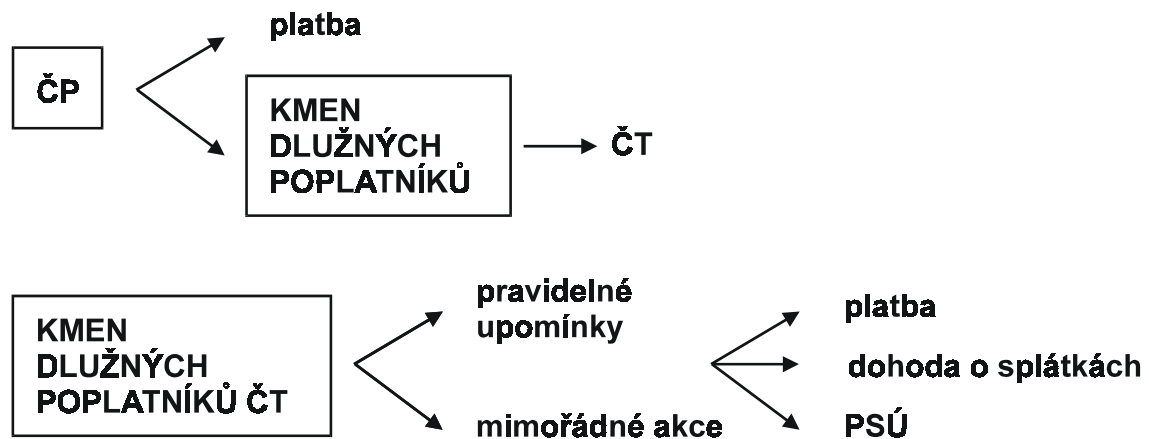 platba
ČP
KMEN
DLUŽNÝCH
POPLATNÍKŮ
ČT
KMEN
DLUŽNÝCH
POPLATNÍKŮ ČT
pravidelné
upomínky
mimořádné akce
platba
dohoda o splátkách
PSÚ